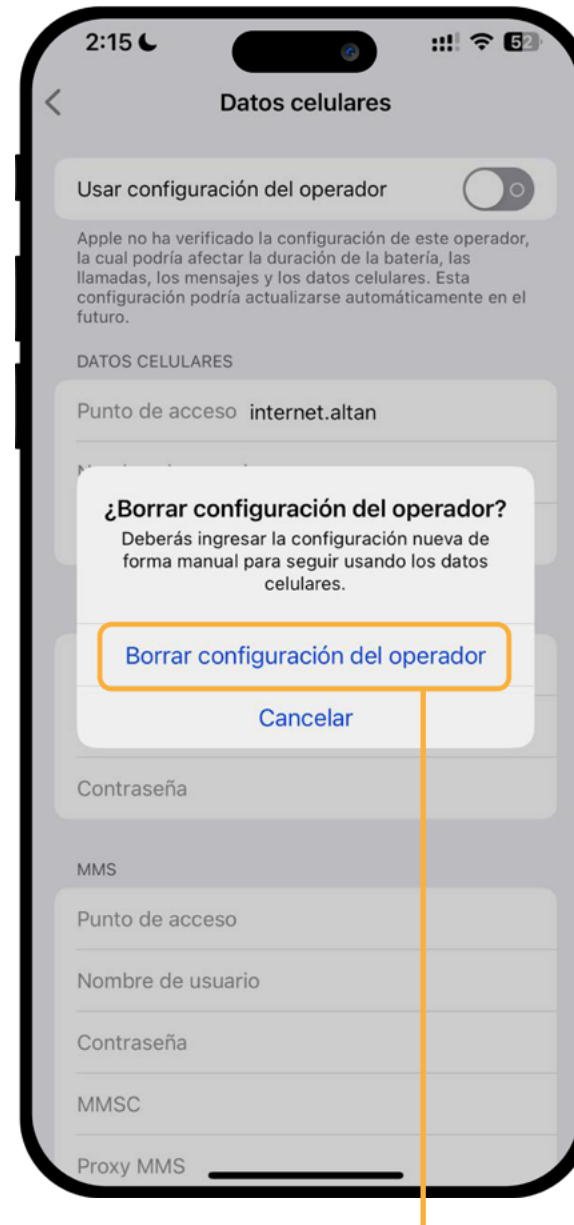 2:15
52
Datos celulares
Usar configuración del operador
Apple no ha verificado la configuración de este operador,
la cual podría afectar la duración de la batería, las
llamadas, los mensajes y los datos celulares. Esta
configuración podría actualizarse automáticamente en el
futuro.
DATOS CELULARES
Punto de acceso internet.altan
¿Borrar configuración del operador?
Deberás ingresar la configuración nueva de
forma manual para seguir usando los datos
celulares.
Borrar configuración del operador
Cancelar
Contraseña
MMS
Punto de acceso
Nombre de usuario
Contraseña
MMSC
Proxy MMS